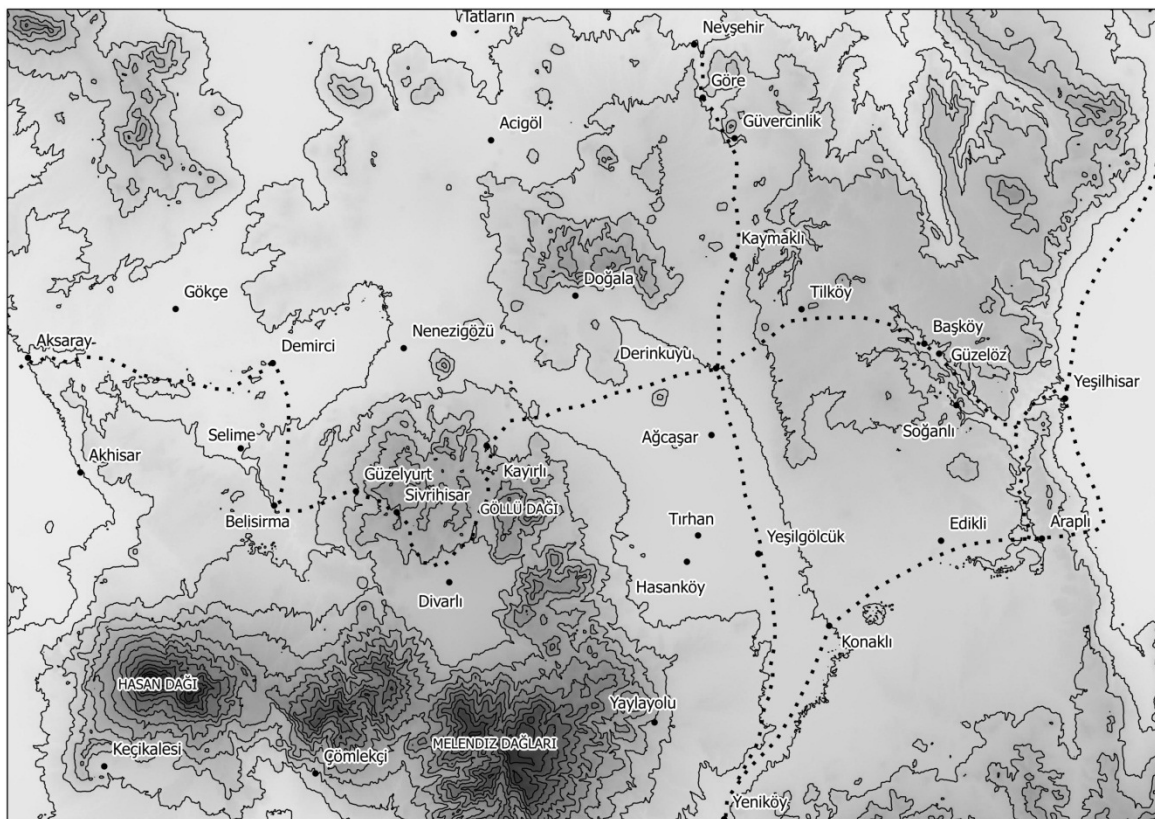 Tatların
Nevşehir
Göre
Güvercinlik
Acigöl
Kaymaklı
Doğala
Gökçe
Tilköy
Aksaray
Demirci
Nenezigözü
Derinkuyu
Başköy
Güzelöz
Yeşilhisar
Selime
Ağcaşar
Soğanlı
Akhisar
Güzelyurt
Kayırlı
Sivrihisar
GÖLLÜ DAĞI
Belisirma
Tırhan
Edikli
Araplı
Yeşilgölcük
Divarlı
Hasanköy
Konaklı
HASAN DAĞI
Yaylayolu
Keçikalesi
Çömlekçi
MELENDIZ DAĞLARI
Yeniköy